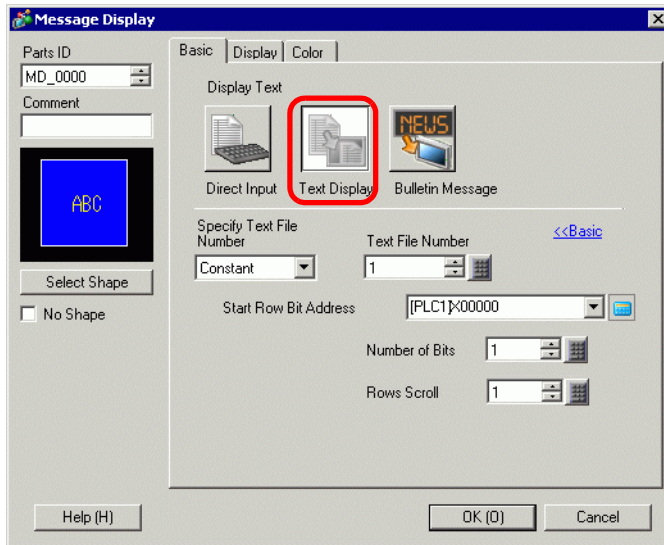 Message Display
Parts ID
MD_0000
Comment
ABC
Select Shape
No Shape
Help (H)
Basic
Display
Color
Display Text
NEWS
Direct Input
Text Display
Bulletin Message
Specify Text File
Number
Text File Number
<<Basic
Constant
1
Start Row Bit Address
[PLC1]X00000
Number of Bits
1
Rows Scroll
1
OK (O)
Cancel